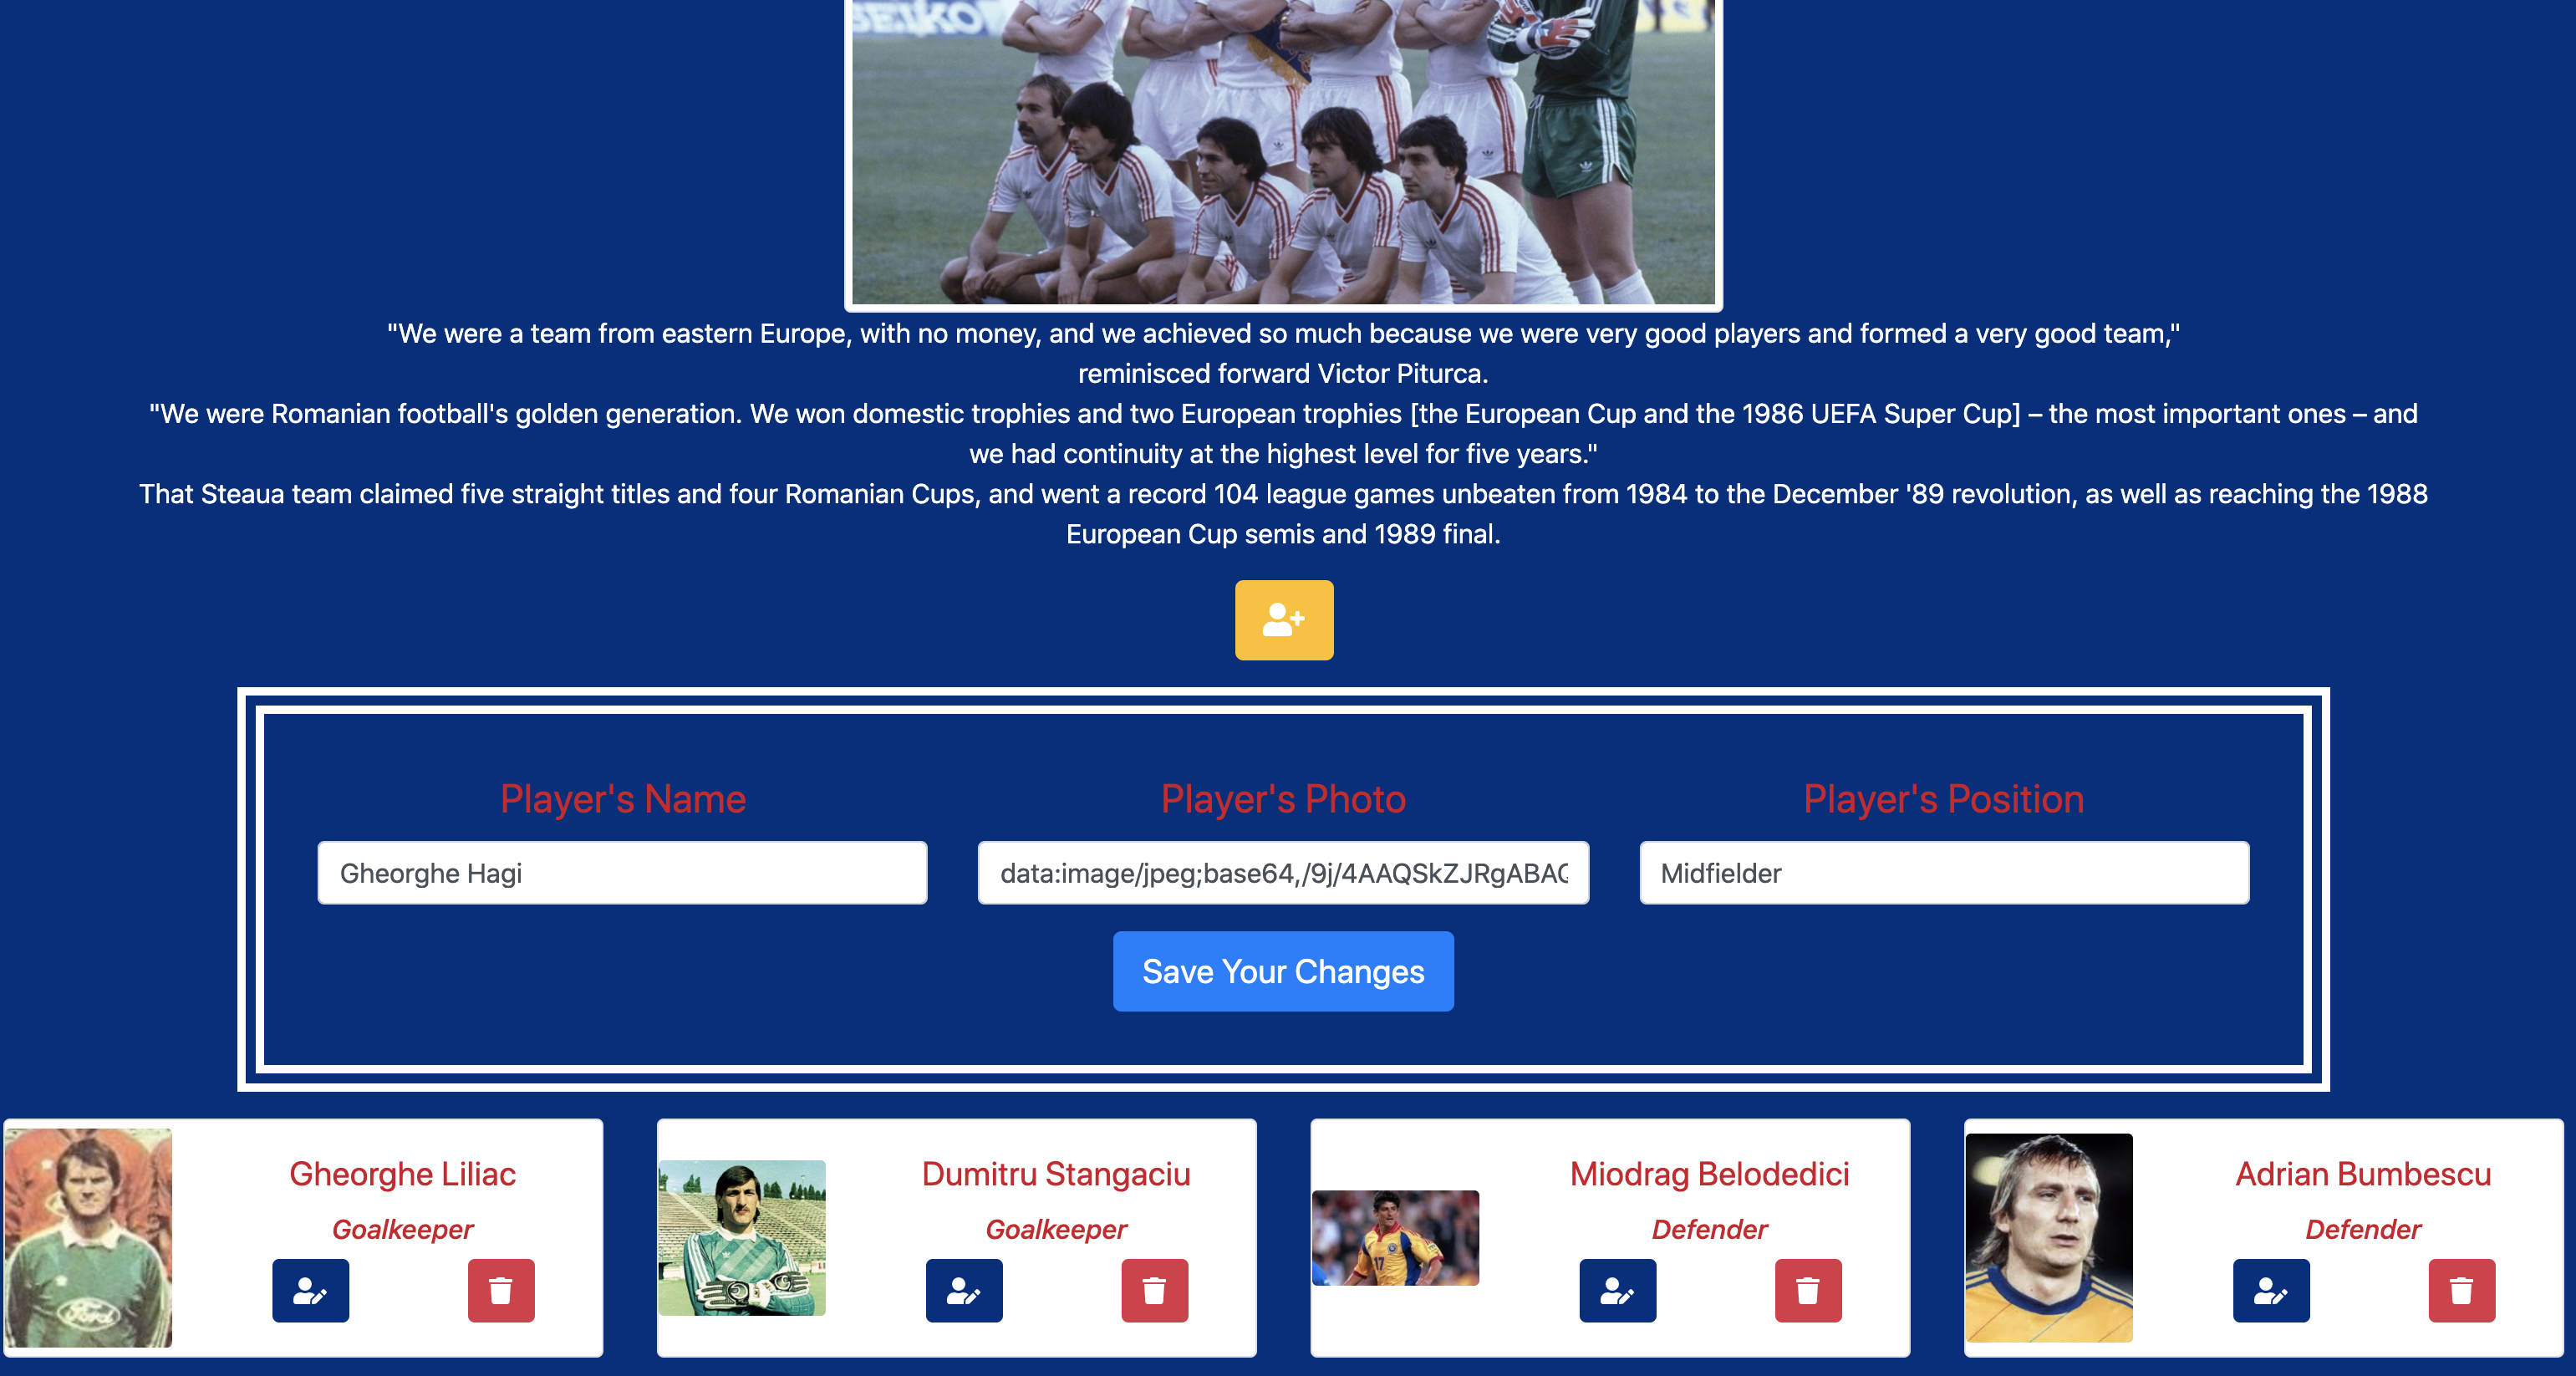 SEIKO
"We were a team from eastern Europe, with no money, and we achieved so much because we were very good players and formed a very good team,"
reminisced forward Victor Piturca.
"We were Romanian football's golden generation. We won domestic trophies and two European trophies [the European Cup and the 1986 UEFA Super Cup] – the most important ones – and
we had continuity at the highest level for five years."
That Steaua team claimed five straight titles and four Romanian Cups, and went a record 104 league games unbeaten from 1984 to the December '89 revolution, as well as reaching the 1988
European Cup semis and 1989 final.
Player's Name
Player's Photo
Player's Position
Gheorghe Hagi
data:image/jpeg;base64,/9j/4AAQSkZJRgABAQ
Midfielder
Save Your Changes
Gheorghe Liliac
Goalkeeper
Ford
Dumitru Stangaciu
Goalkeeper
Miodrag Belodedici
Defender
17
Adrian Bumbescu
Defender